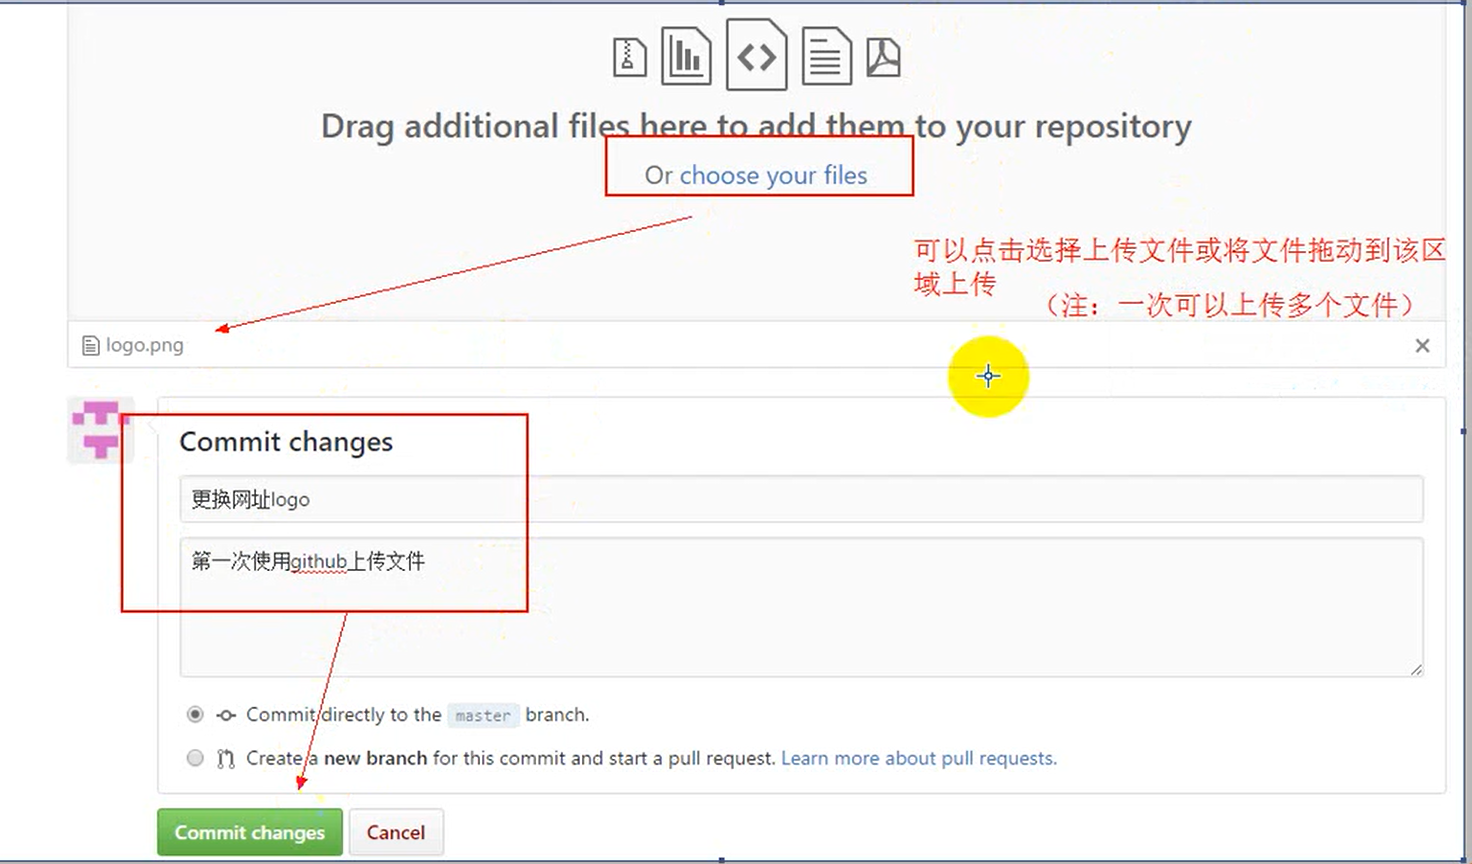 Drag additional files here to add them to your repository
Or choose your files
可以点击选择上传文件或将文件拖动到该区
域上传
（注：一次可以上传多个文件）
logo.png
Commit changes
更换网址logo
第一次使用github上传文件
Commit directly to the master branch.
Create a new branch for this commit and start a pull request. Learn more about pull requests.
Commit changes
Cancel